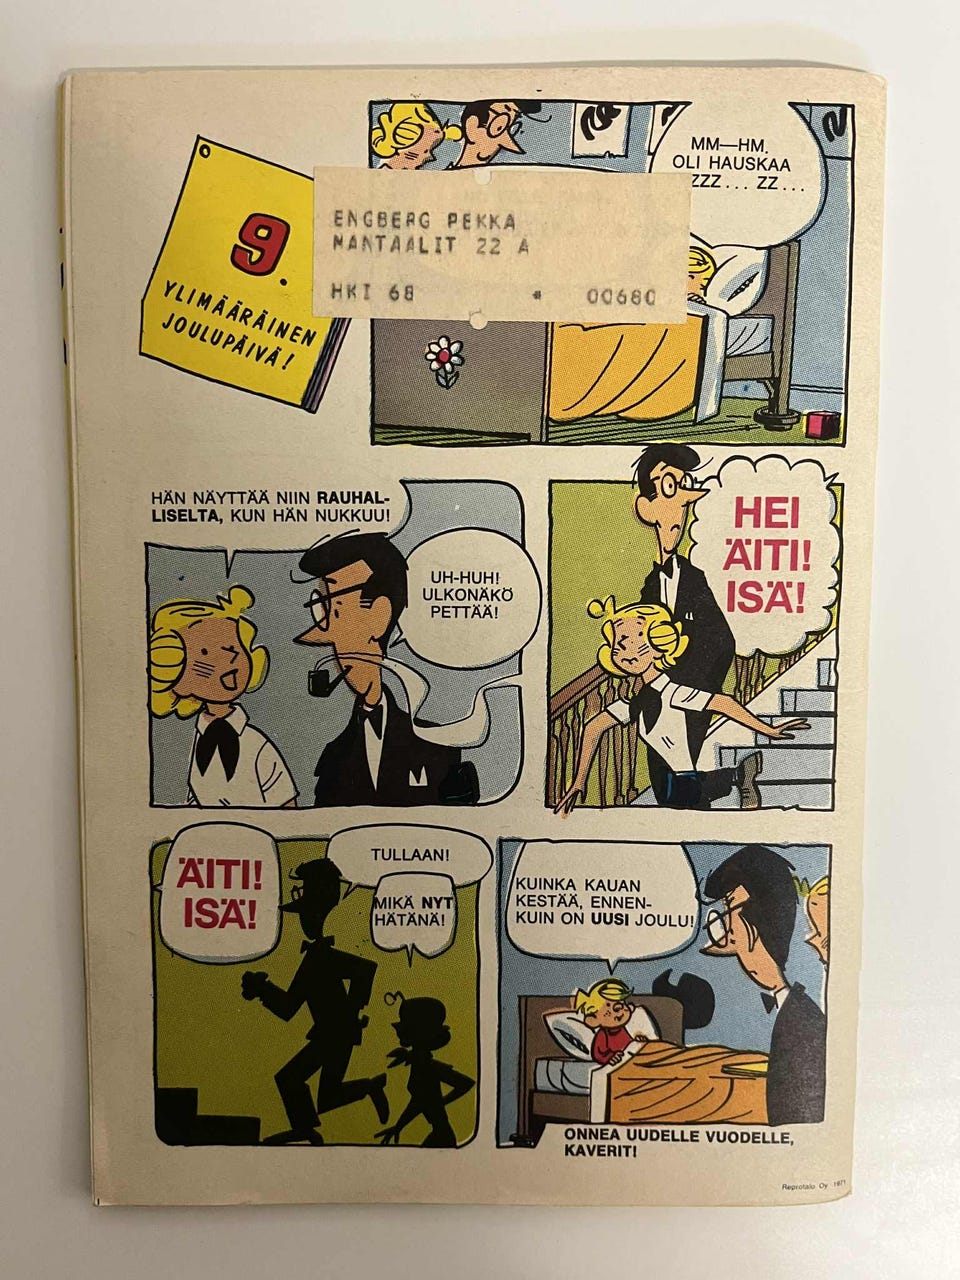 9.
YLIMÄÄRÄINEN
JOULUPÄIVÄ!
MM—HM.
OLI HAUSKAA
ZZZ... ZZ...
ENGBERG PEKKA
MANTAALIT 22 A
HKI 68 * 00680
HÄN NÄYTTÄÄ NIIN RAUHAL-
LISELTA, KUN HÄN NUKKUU!
UH-HUH!
ULKONÄKÖ
PETTÄÄ!
HEI
ÄITI!
ISÄ!
ÄITI!
ISÄ!
TULLAAN!
MIKÄ NYT
HÄTÄNÄ!
KUINKA KAUAN
KESTÄÄ, ENNEN-
KUIN ON UUSI JOULU!
ONNEA UUDELLE VUODELLE,
KAVERIT!
Reprotalo Oy 1971